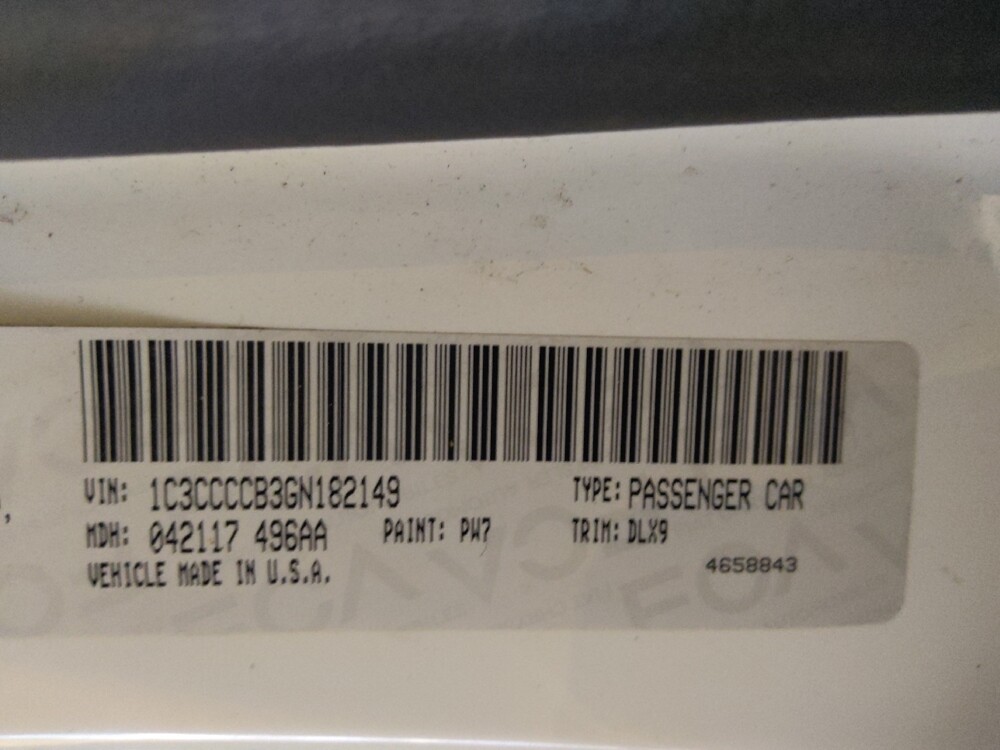 VIN: 1C3CCCCB3GN182149 TYPE: PASSENGER CAR
MDH: 042117 496AA PAINT: PW7 TRIM: DLX9
VEHICLE MADE IN U.S.A. 4658843